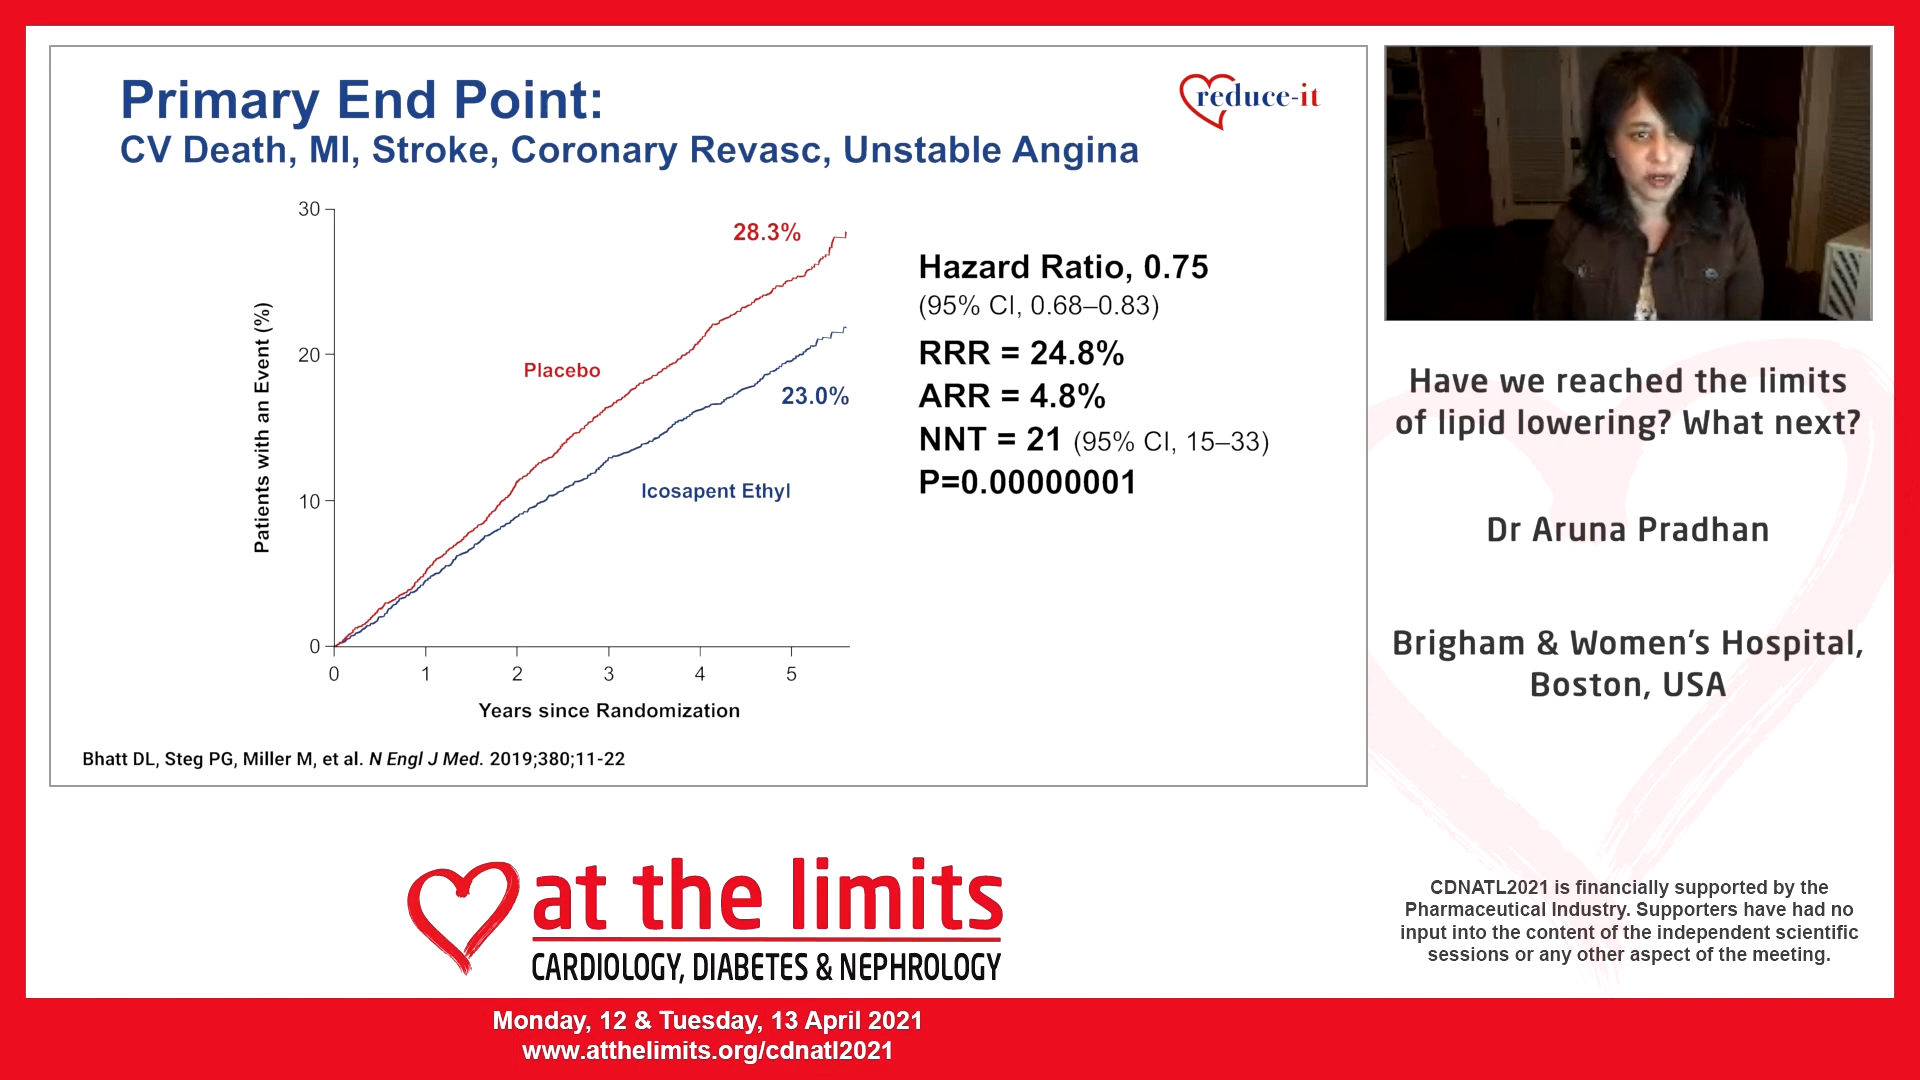 Primary End Point:
CV Death, MI, Stroke, Coronary Revasc, Unstable Angina
reduce-it
30
20
10
0
Patients with an Event (%)
28.3%
Placebo
23.0%
Icosapent Ethyl
0 1 2 3 4 5
Years since Randomization
Hazard Ratio, 0.75
(95% CI, 0.68–0.83)
RRR = 24.8%
ARR = 4.8%
NNT = 21 (95% CI, 15–33)
P=0.00000001
Bhatt DL, Steg PG, Miller M, et al. N Engl J Med. 2019;380;11-22
Have we reached the limits
of lipid lowering? What next?
Dr Aruna Pradhan
Brigham & Women's Hospital,
Boston, USA
at the limits
CARDIOLOGY, DIABETES & NEPHROLOGY
CDNATL2021 is financially supported by the
Pharmaceutical Industry. Supporters have had no
input into the content of the independent scientific
sessions or any other aspect of the meeting.
Monday, 12 & Tuesday, 13 April 2021
www.atthelimits.org/cdnatl2021